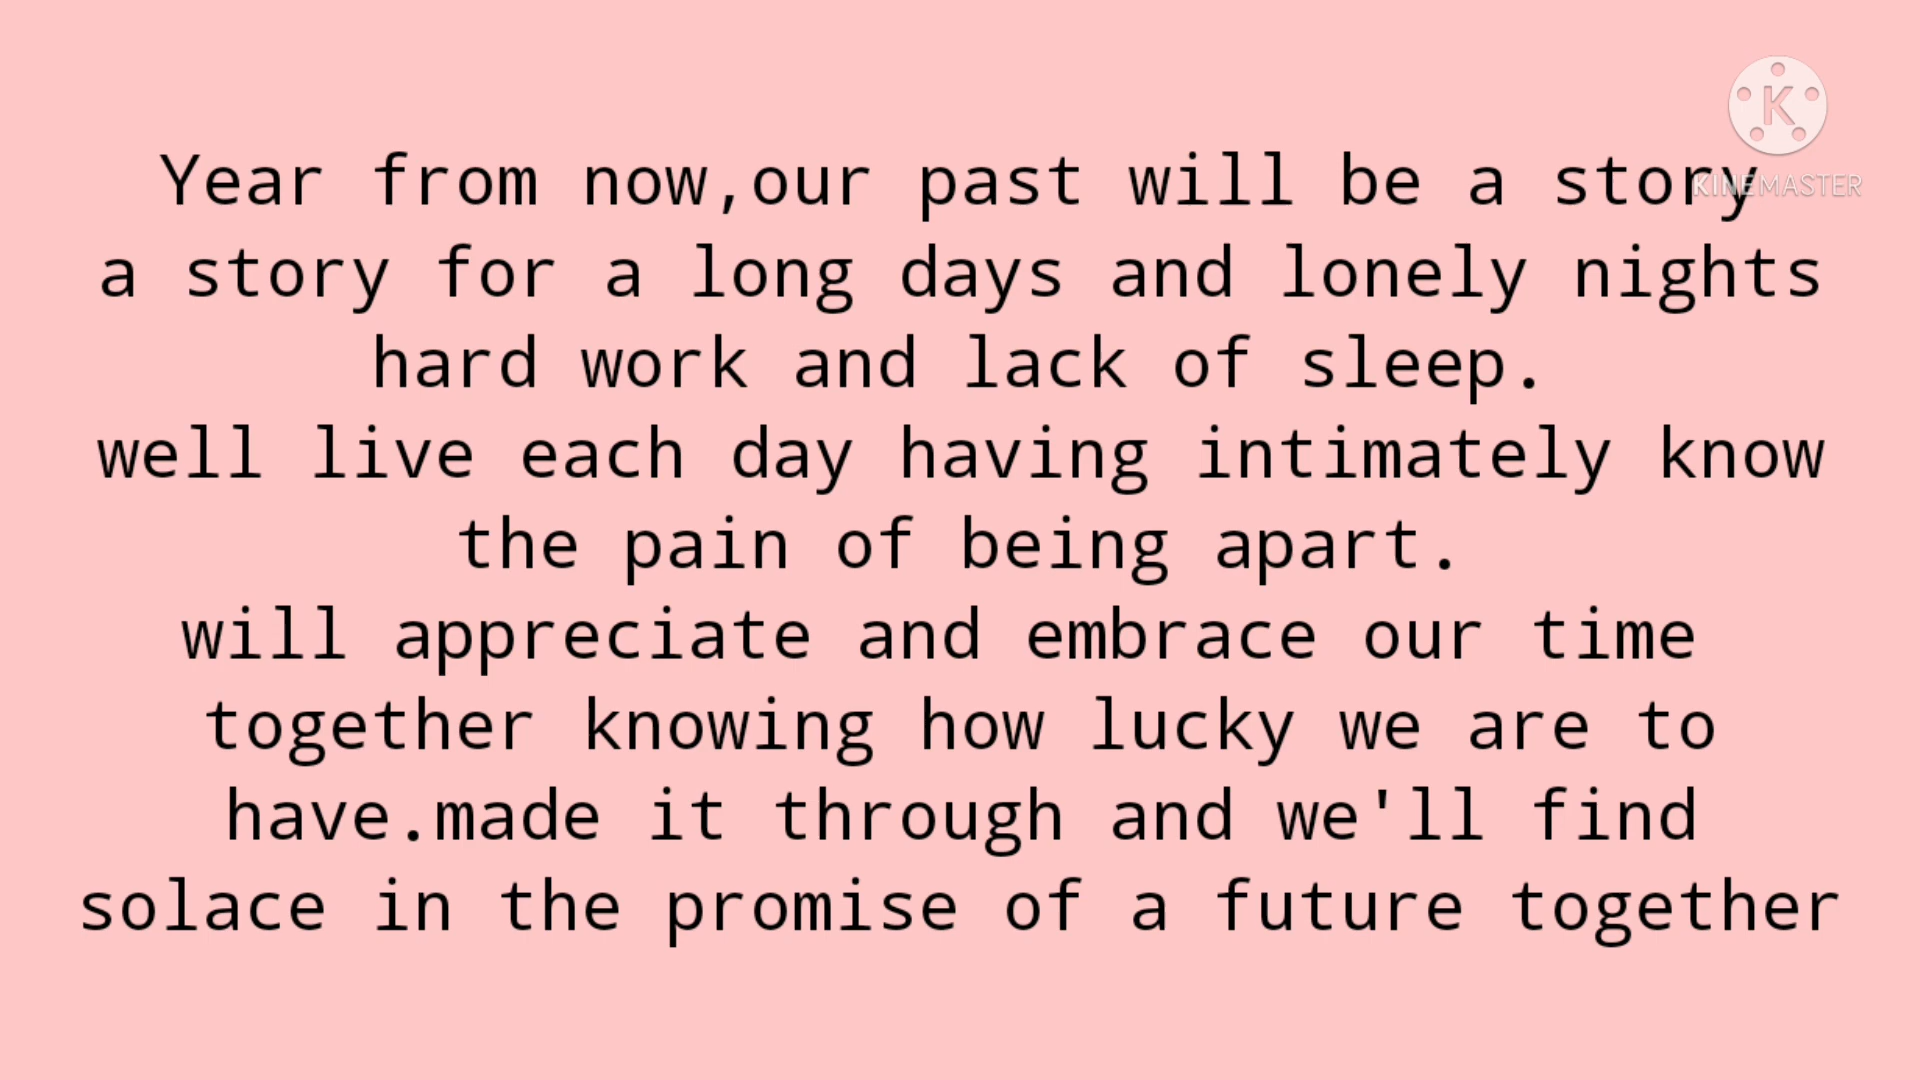 KINEMASTER
Year from now,our past will be a story
a story for a long days and lonely nights
hard work and lack of sleep.
well live each day having intimately know
the pain of being apart.
will appreciate and embrace our time
together knowing how lucky we are to
have.made it through and we'll find
solace in the promise of a future together